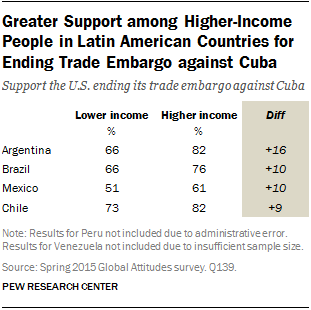 Greater Support among Higher-Income
People in Latin American Countries for
Ending Trade Embargo against Cuba
Support the U.S. ending its trade embargo against Cuba
Lower income Higher income Diff
% %
Argentina 66 82 +16
Brazil 66 76 +10
Mexico 51 61 +10
Chile 73 82 +9
Note: Results for Peru not included due to administrative error.
Results for Venezuela not included due to insufficient sample size.
Source: Spring 2015 Global Attitudes survey. Q139.
PEW RESEARCH CENTER